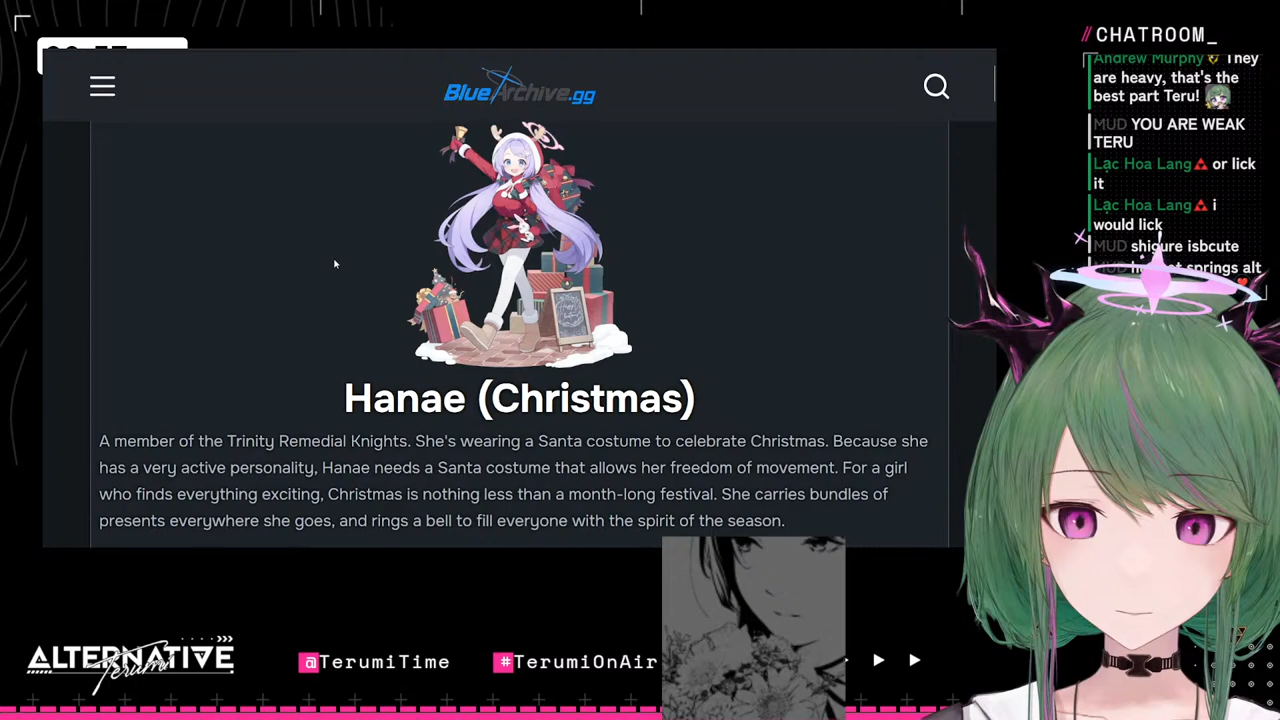 //CHATROOM_
BlueArchive.gg
Andrew Murphy They
are heavy, that's the
best part Teru!
MUD YOU ARE WEAK
TERU
Lạc Hoa Lang or lick
it
Lạc Hoa Lang i
would lick
MUD shigure isbcute
springs alt
Hanae (Christmas)
A member of the Trinity Remedial Knights. She's wearing a Santa costume to celebrate Christmas. Because she
has a very active personality, Hanae needs a Santa costume that allows her freedom of movement. For a girl
who finds everything exciting, Christmas is nothing less than a month-long festival. She carries bundles of
presents everywhere she goes, and rings a bell to fill everyone with the spirit of the season.
ALTERNATIVE
Terumi
@TerumiTime
#TerumiOnAir